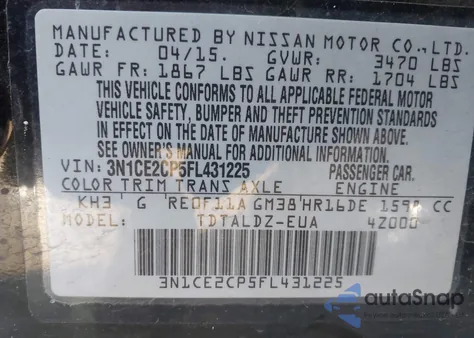 MANUFACTURED BY NISSAN MOTOR CO., LTD.
DATE: 04/15. GVWR: 3470 LBS
GAWR FR: 1867 LBS GAWR RR: 1704 LBS
THIS VEHICLE CONFORMS TO ALL APPLICABLE FEDERAL MOTOR
VEHICLE SAFETY, BUMPER AND THEFT PREVENTION STANDARDS
IN EFFECT ON THE DATE OF MANUFACTURE SHOWN ABOVE.
SEE OWNER'S MANUAL FOR ADDITIONAL INFORMATION.
VIN: 3N1CE2CP5FL431225 PASSENGER CAR.
COLOR TRIM TRANS AXLE ENGINE
KH3 G RE0F11A GM38 HR16DE 1598 CC
TDTALDZ-EUA 4Z000
3N1CE2CP5FL431225
autoSnap